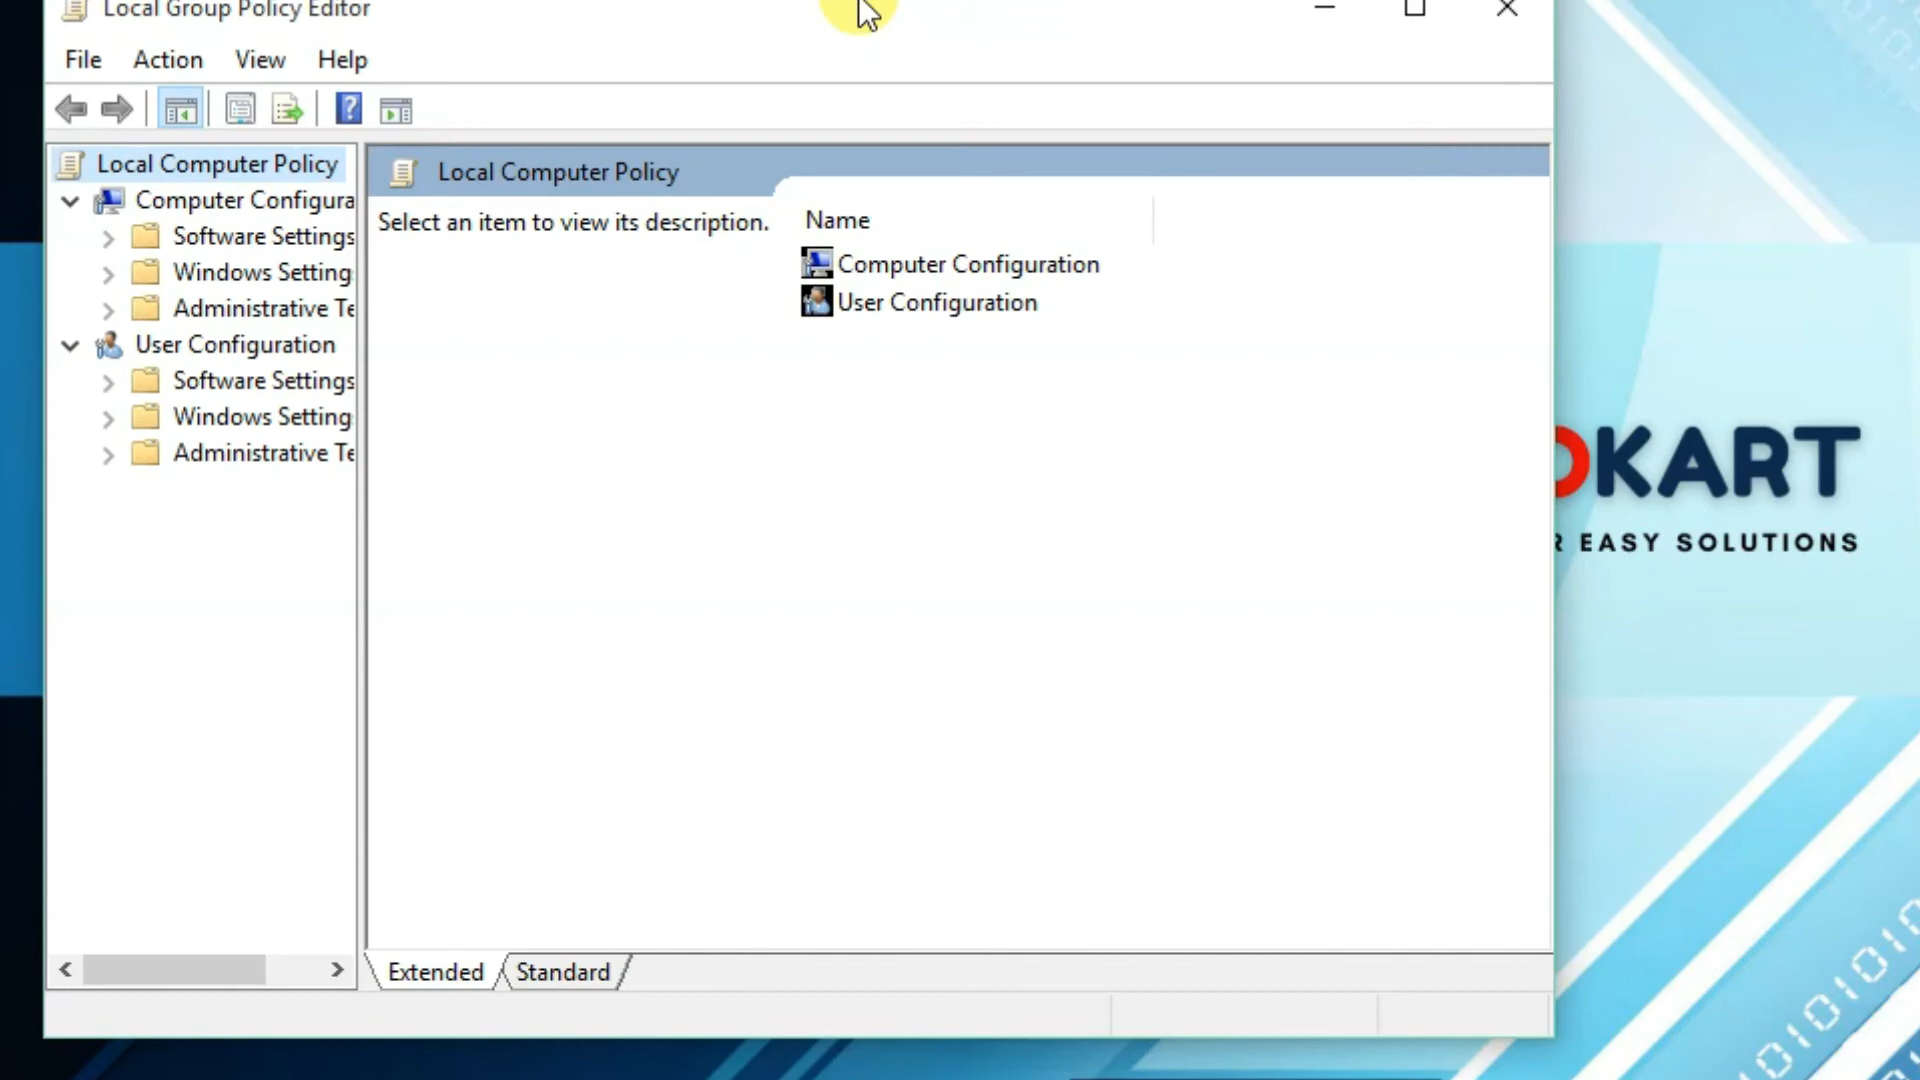 Local Group Policy Editor
File Action View Help
Local Computer Policy
Computer Configura
Software Settings
Windows Setting
Administrative Te
User Configuration
Software Settings
Windows Setting
Administrative Te
Local Computer Policy
Select an item to view its description.
Name
Computer Configuration
User Configuration
Extended Standard
OKART
R EASY SOLUTIONS
010101010